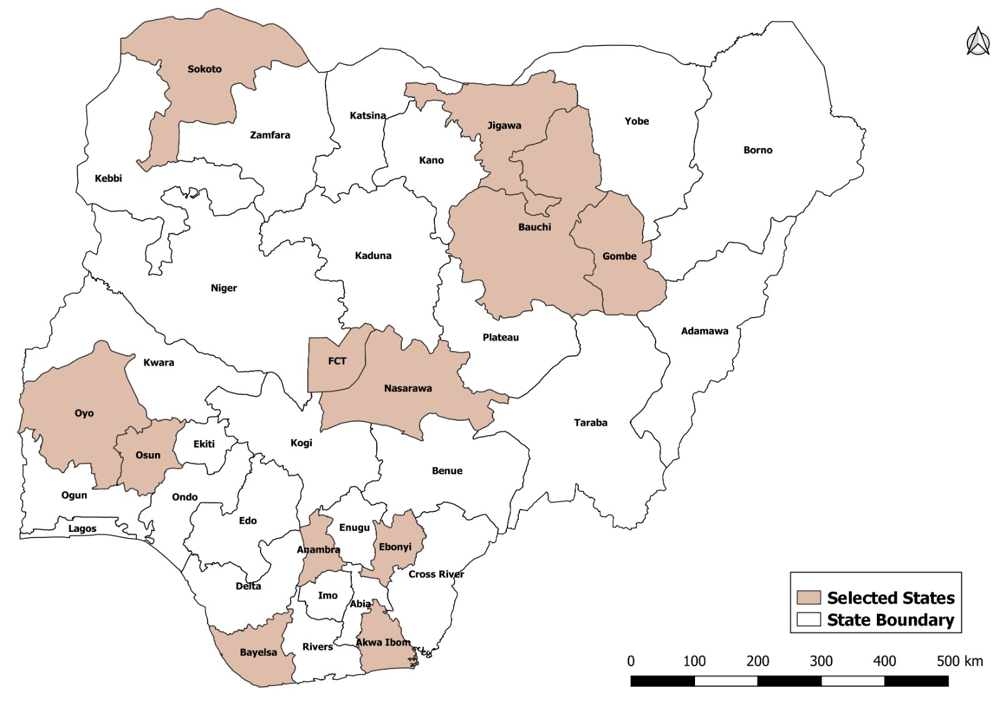 Sokoto
Katsina
Jigawa
Yobe
Zamfara
Borno
Kano
Kebbi
Bauchi
Kaduna
Gombe
Niger
Adamawa
Plateau
FCT
Kwara
Nasarawa
Oyo
Taraba
Kogi
Ekiti
Osun
Benue
Ogun
Ondo
Edo
Lagos
Enugu
Anambra
Ebonyi
Cross River
Delta
Imo
Abia
Akwa Ibom
Rivers
Bayelsa
Selected States
State Boundary
0 100 200 300 400 500 km